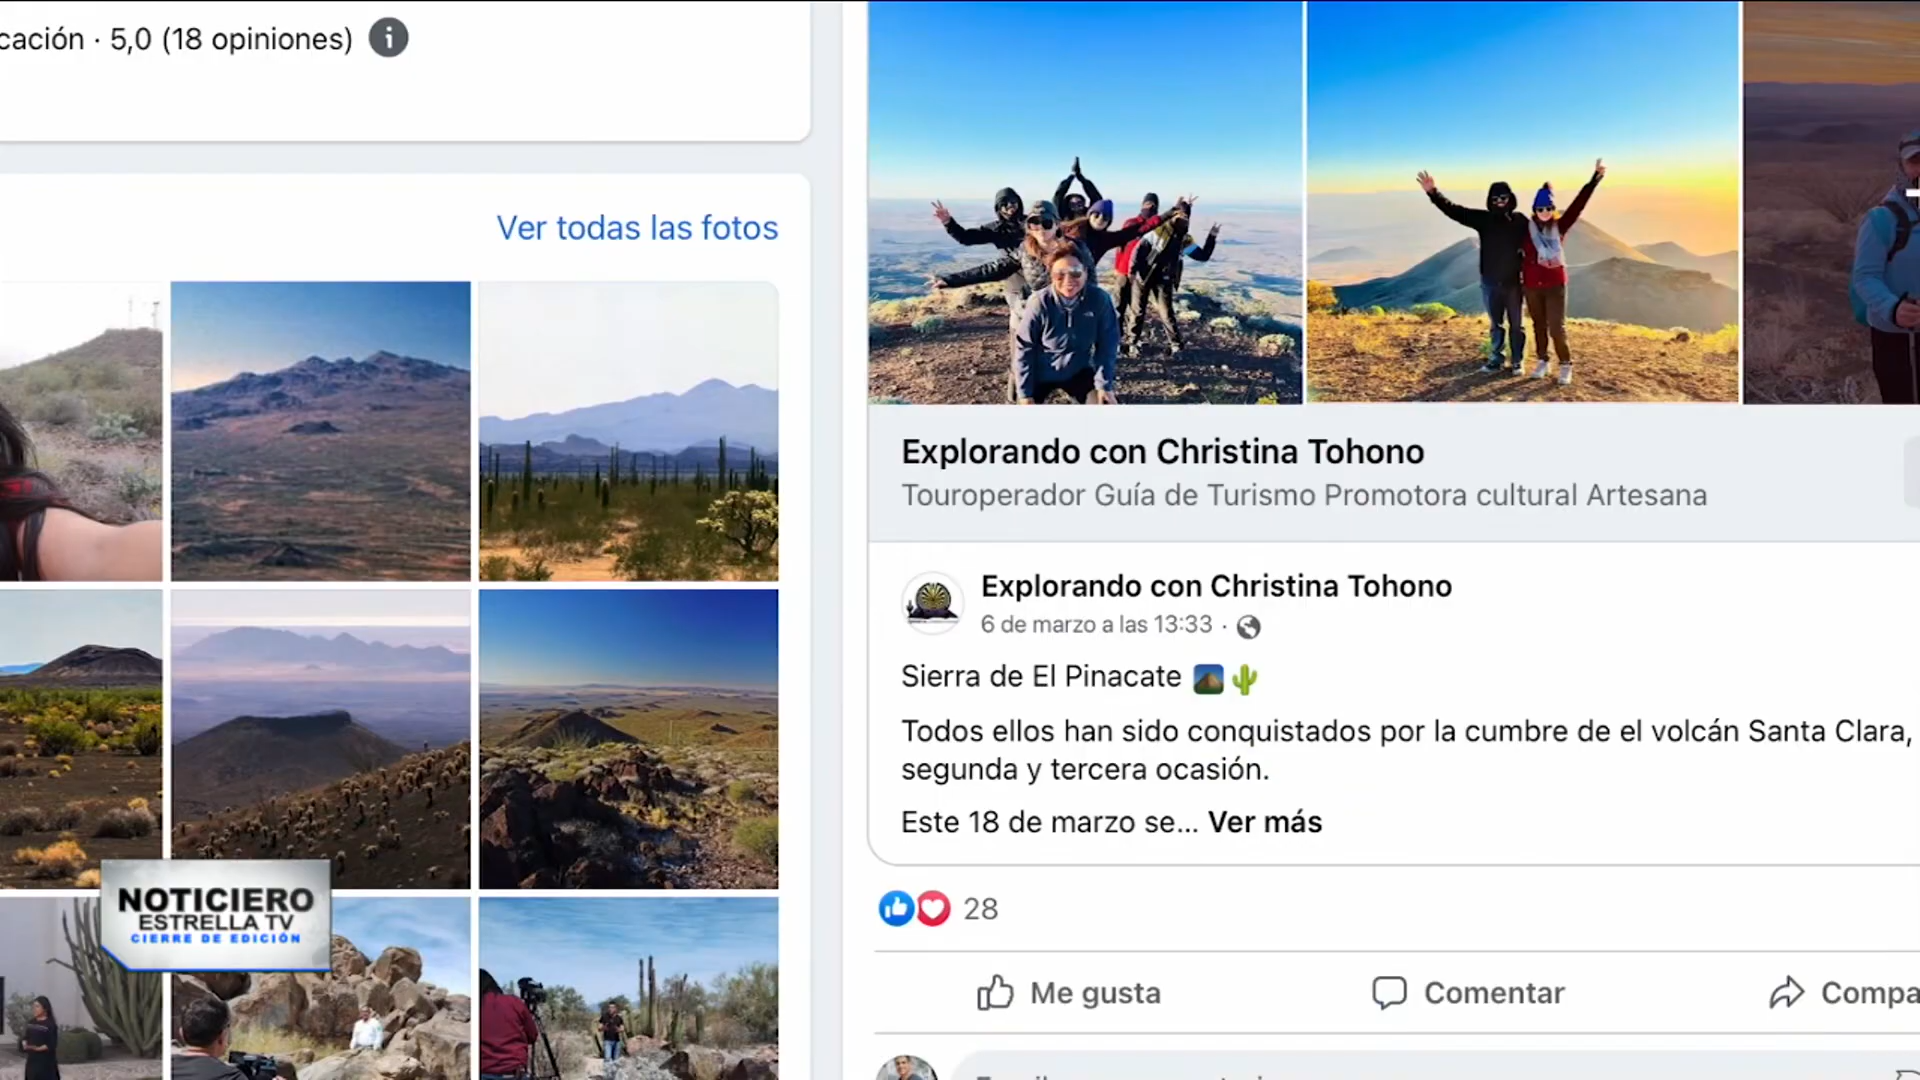 cación · 5,0 (18 opiniones)
Ver todas las fotos
NOTICIERO
ESTRELLA TV
CIERRE DE EDICIÓN
Explorando con Christina Tohono
Touroperador Guía de Turismo Promotora cultural Artesana
Explorando con Christina Tohono
6 de marzo a las 13:33 ·
Sierra de El Pinacate
Todos ellos han sido conquistados por la cumbre de el volcán Santa Clara,
segunda y tercera ocasión.
Este 18 de marzo se... Ver más
28
Me gusta
Comentar
Compa